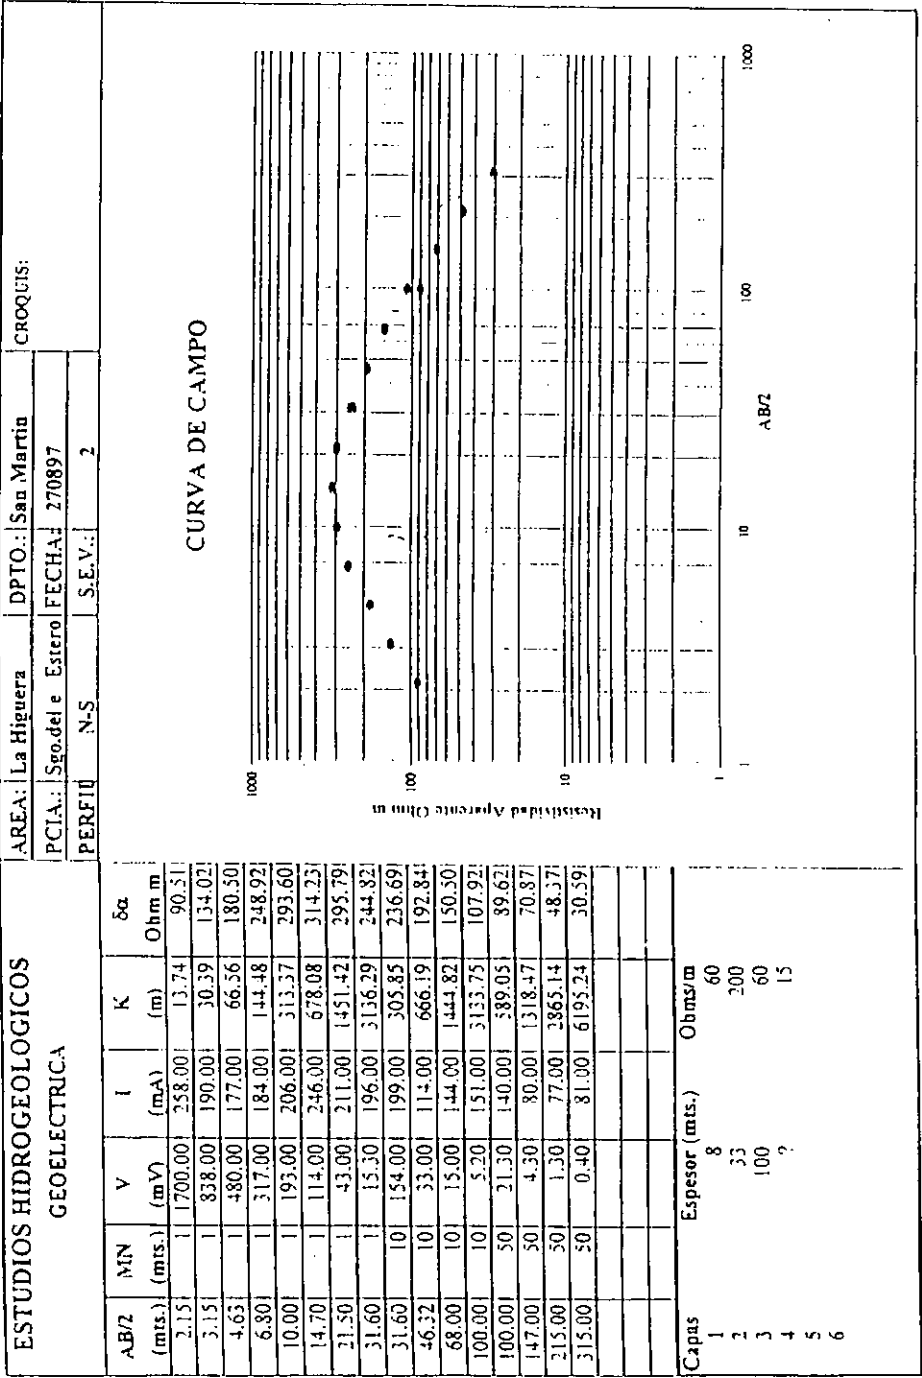 ESTUDIOS HIDROGEOLOGICOS
GEOELECTRICA
AREA: La Higuera DPTO.: San Martin CROQUIS:
PCIA.: Sgo.del e Estero FECHA: 270897
PERFIL N-S S.E.V.: 2
AB/2 MN V I K δα
(mts.) (mts.) (mV) (mA) (m) Ohm m
2.15 1 1700.00 258.00 13.74 90.51
3.15 1 838.00 190.00 30.39 134.02
4.63 1 480.00 177.00 66.56 180.50
6.80 1 317.00 184.00 144.48 248.92
10.00 1 193.00 206.00 313.37 293.60
14.70 1 114.00 246.00 678.08 314.23
21.50 1 43.00 211.00 1451.42 295.79
31.60 1 15.30 196.00 3136.29 244.82
31.60 10 154.00 199.00 305.85 236.69
46.32 10 33.00 114.00 666.19 192.84
68.00 10 15.00 144.00 1444.82 150.50
100.00 10 5.20 151.00 3133.75 107.92
100.00 50 21.30 140.00 589.05 89.62
147.00 50 4.30 80.00 1318.47 70.87
215.00 50 1.30 77.00 2865.14 48.37
315.00 50 0.40 81.00 6195.24 30.59
Capas Espesor (mts.) Ohms/m
1 8 60
2 33 200
3 100 60
4 ? 15
5
6
CURVA DE CAMPO
Resistividad Aparente Ohm m
1000
100
10
1
1 10 100 1000
AB/2